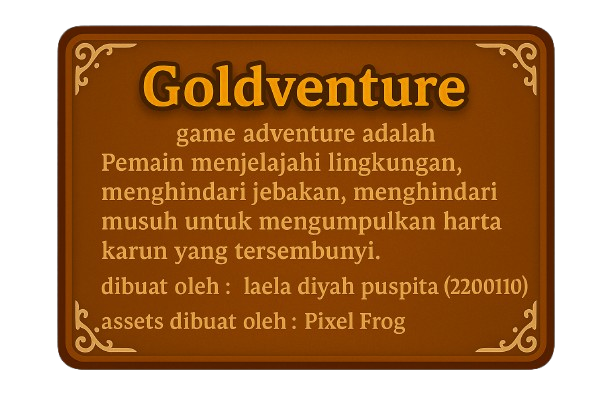 Goldventure
game adventure adalah
Pemain menjelajahi lingkungan,
menghindari jebakan, menghindari
musuh untuk mengumpulkan harta
karun yang tersembunyi.
dibuat oleh : laela diyah puspita (2200110)
assets dibuat oleh : Pixel Frog